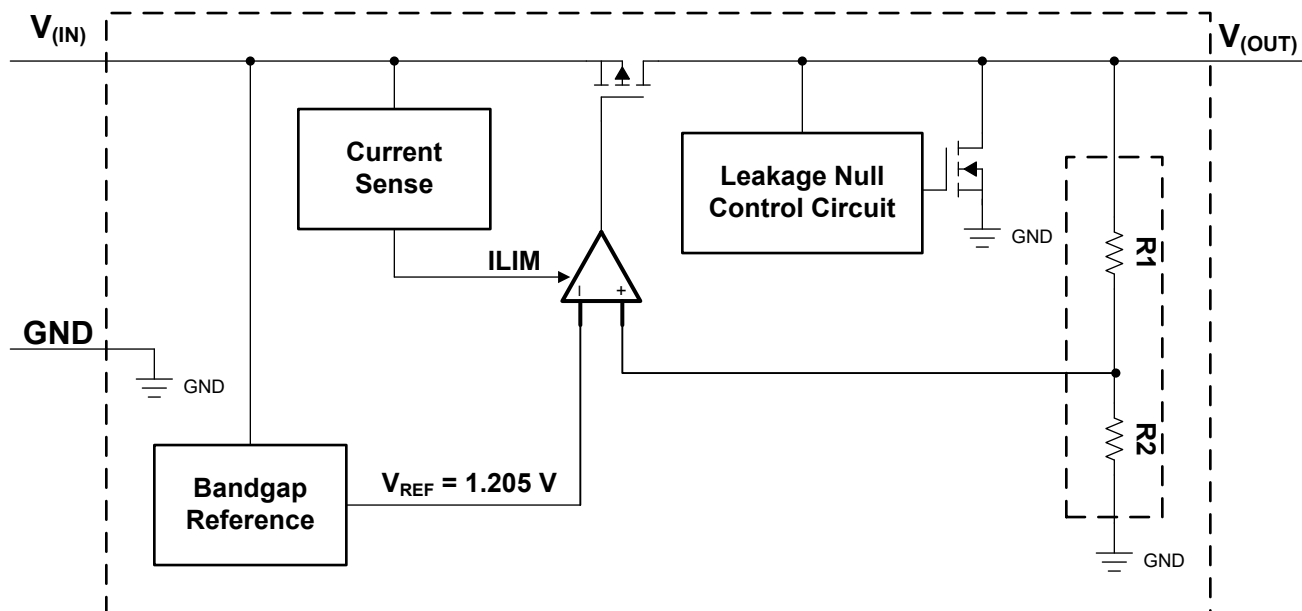 V(IN)
V(OUT)
Current
Sense
Leakage Null
Control Circuit
GND
R1
ILIM
– +
GND
GND
R2
VREF = 1.205 V
Bandgap
Reference
GND